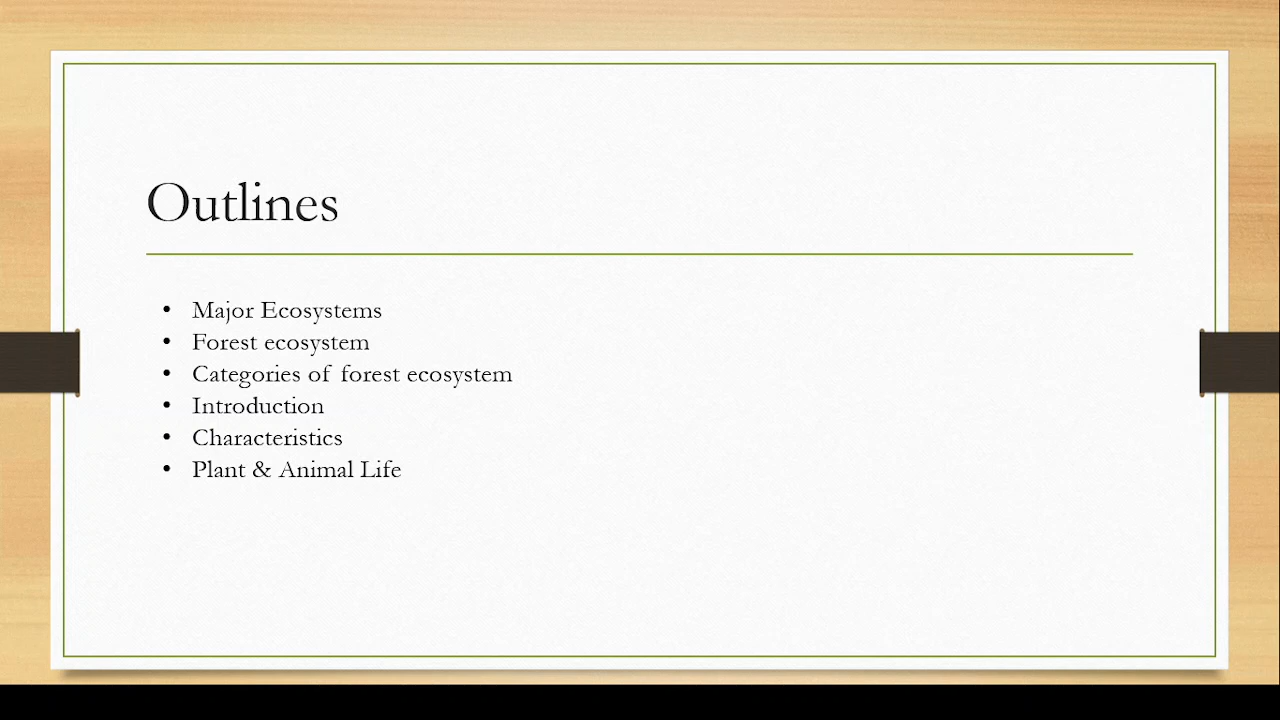 Outlines
• Major Ecosystems
• Forest ecosystem
• Categories of forest ecosystem
• Introduction
• Characteristics
• Plant & Animal Life